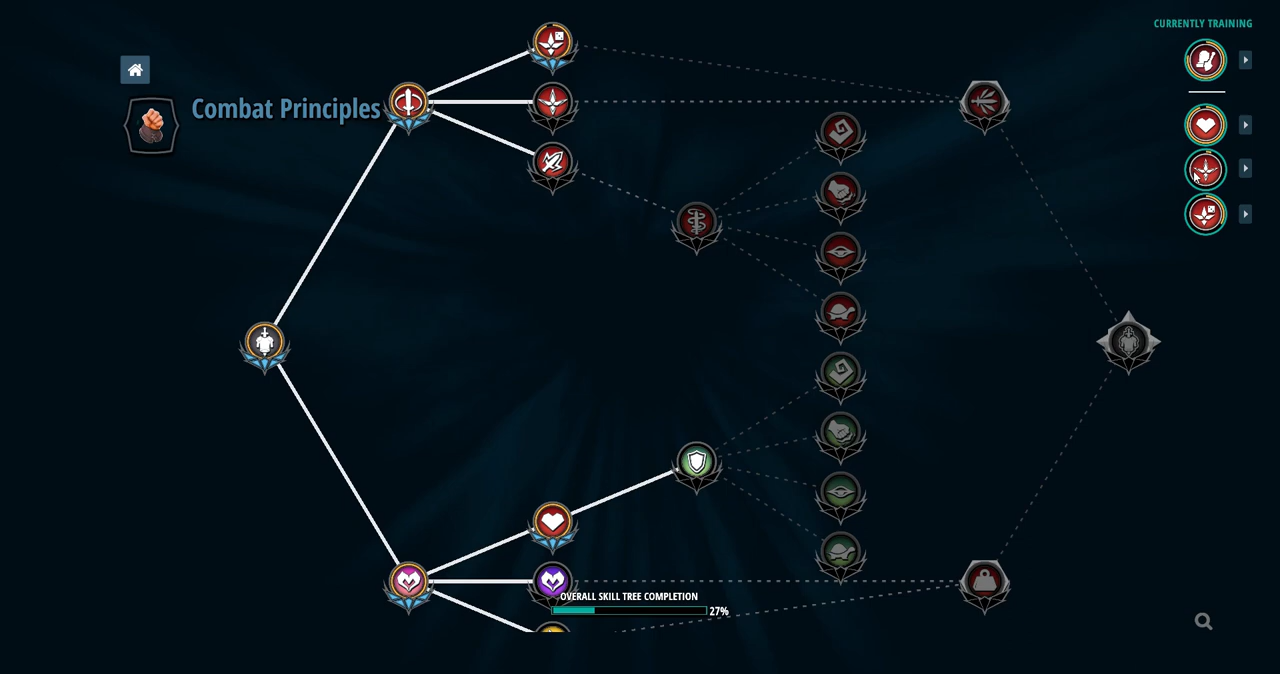 CURRENTLY TRAINING
Combat Principles
OVERALL SKILL TREE COMPLETION
27%